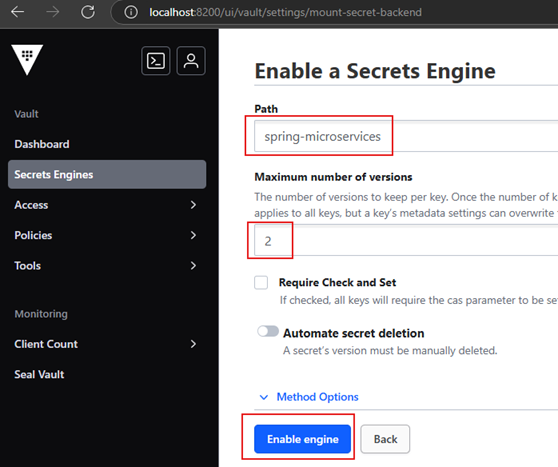 localhost:8200/ui/vault/settings/mount-secret-backend
Vault
Dashboard
Secrets Engines
Access
Policies
Tools
Monitoring
Client Count
Seal Vault
Enable a Secrets Engine
Path
spring-microservices
Maximum number of versions
The number of versions to keep per key. Once the number of k
applies to all keys, but a key's metadata settings can overwrite
2
Require Check and Set
If checked, all keys will require the cas parameter to be se
Automate secret deletion
A secret's version must be manually deleted.
Method Options
Enable engine
Back